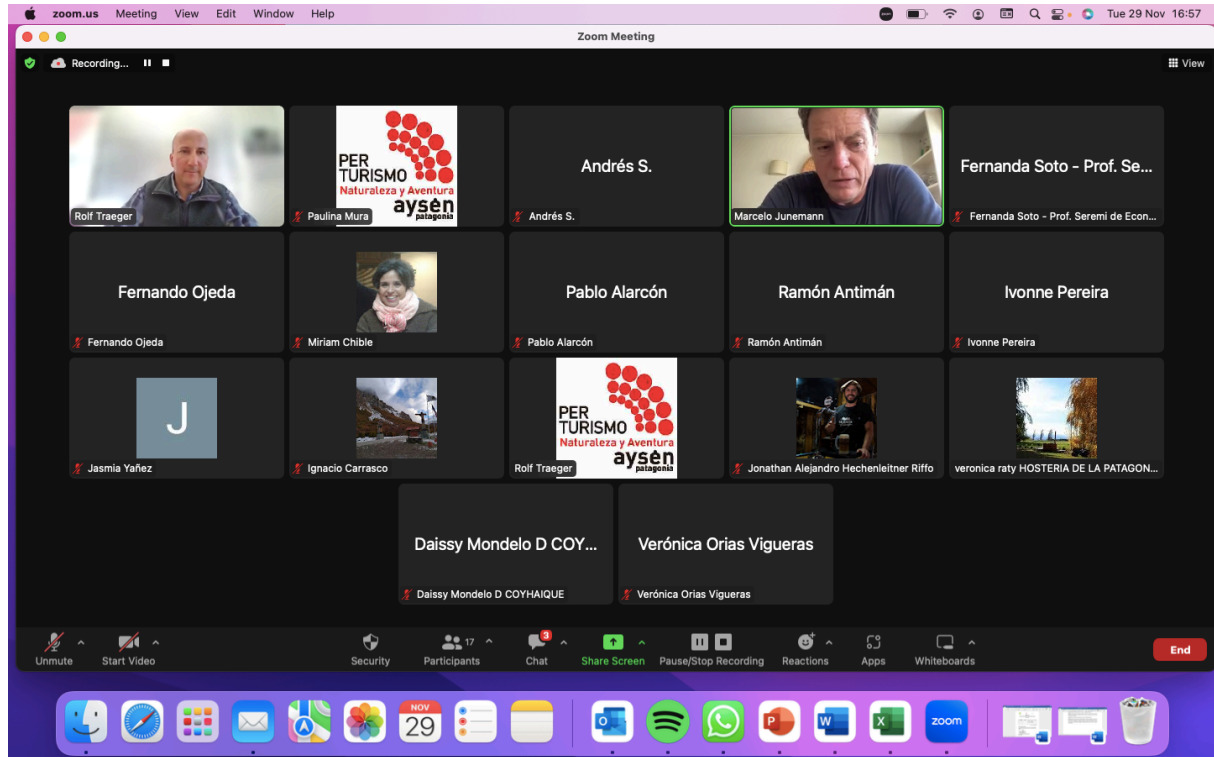 zoom.us Meeting View Edit Window Help Tue 29 Nov 16:57
Zoom Meeting
Recording... View
Rolf Traeger
PER
TURISMO
Naturaleza y Aventura
aysén
patagonia
Paulina Mura
Andrés S.
Andrés S.
Marcelo Junemann
Fernanda Soto - Prof. Se...
Fernanda Soto - Prof. Seremi de Econ...
Fernando Ojeda
Fernando Ojeda
Miriam Chible
Pablo Alarcón
Pablo Alarcón
Ramón Antimán
Ramón Antimán
Ivonne Pereira
Ivonne Pereira
J
Jasmia Yañez
Ignacio Carrasco
PER
TURISMO
Naturaleza y Aventura
aysén
patagonia
Rolf Traeger
Jonathan Alejandro Hechenleitner Riffo
veronica raty HOSTERIA DE LA PATAGON...
Daissy Mondelo D COY...
Daissy Mondelo D COYHAIQUE
Verónica Orias Vigueras
Verónica Orias Vigueras
Unmute Start Video Security 17 Participants 3 Chat Share Screen Pause/Stop Recording Reactions Apps Whiteboards End
NOV
29
O P W X zoom